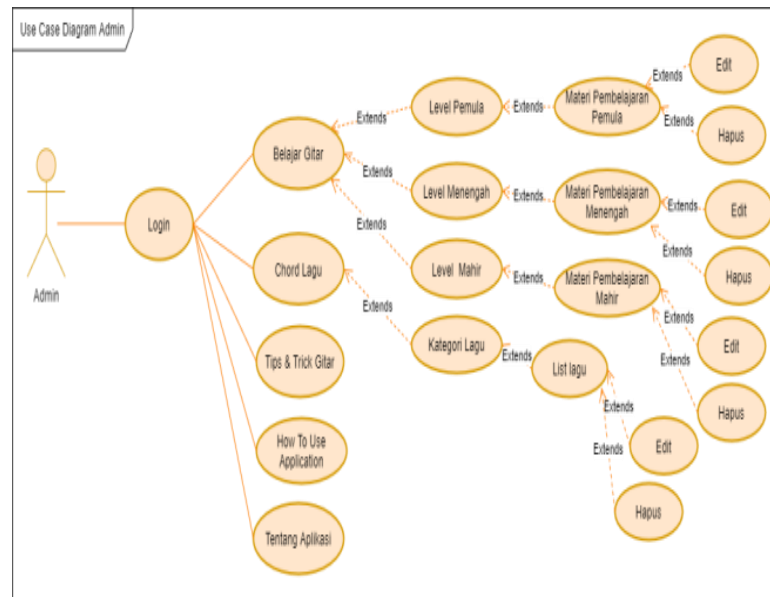 Use Case Diagram Admin
Admin
Login
Belajar Gitar
Chord Lagu
Tips & Trick Gitar
How To Use
Application
Tentang Aplikasi
Extends
Extends
Extends
Extends
Level Pemula
Level Menengah
Level Mahir
Kategori Lagu
Extends
Extends
Extends
Extends
Materi Pembelajaran
Pemula
Materi Pembelajaran
Menengah
Materi Pembelajaran
Mahir
List lagu
Extends
Extends
Extends
Extends
Extends
Extends
Extends
Extends
Edit
Hapus
Edit
Hapus
Edit
Hapus
Edit
Hapus